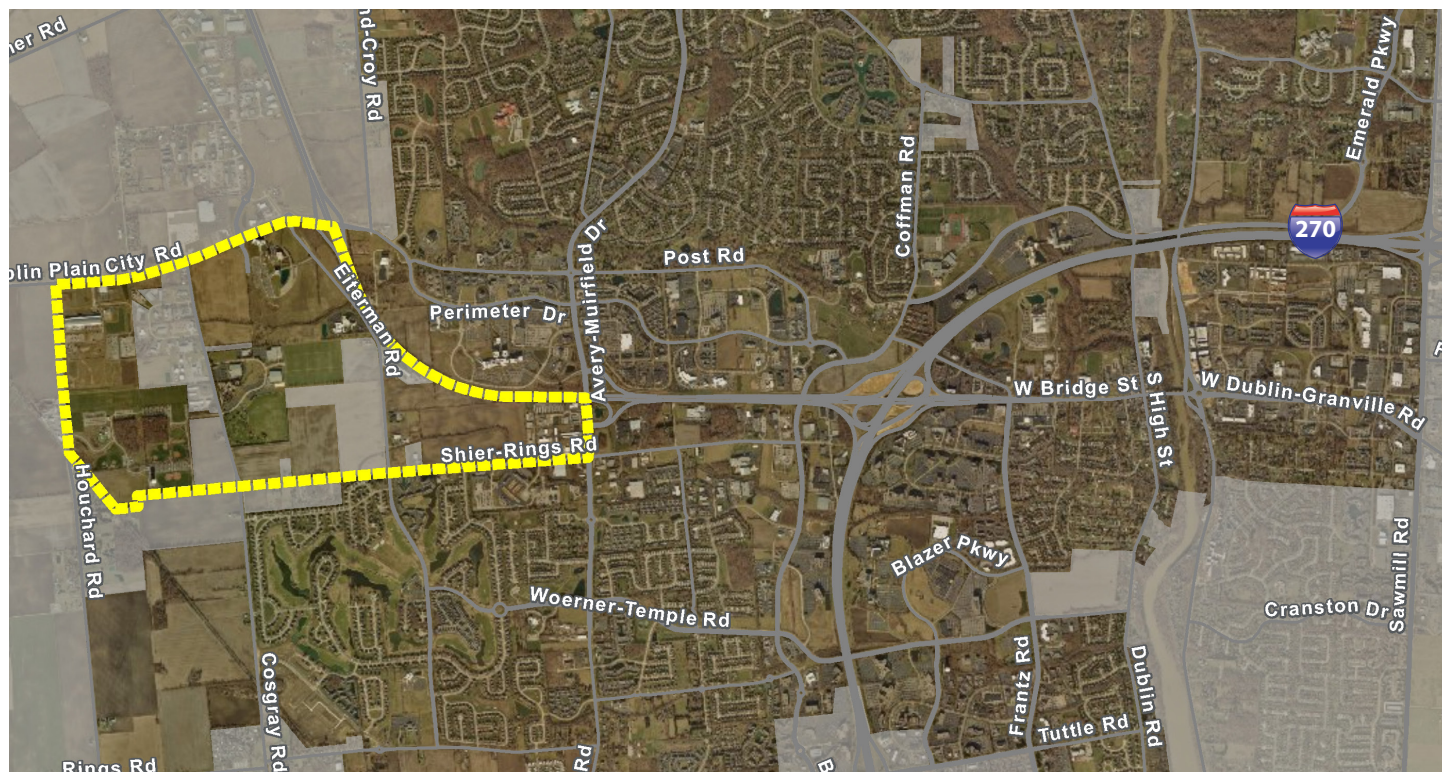 ner Rd
nd-Croy Rd
Emerald Pkwy
Coffman Rd
270
blin Plain City Rd
Post Rd
Avery-Muirfield Dr
Eiterman Rd
Perimeter Dr
W Bridge St
W Dublin-Granville Rd
S High St
Shier-Rings Rd
Houchard Rd
Blazer Pkwy
Sawmill Rd
Woerner-Temple Rd
Cranston Dr
Cosgray Rd
Frantz Rd
Dublin Rd
Tuttle Rd
Rings Rd
Rd
B